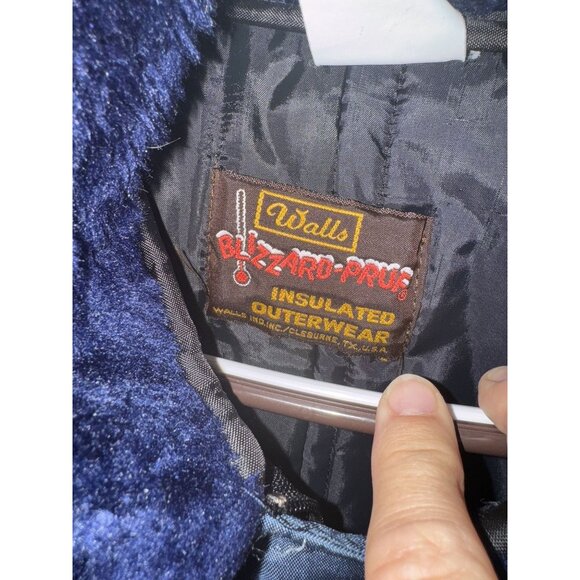 Walls
BLIZZARD-PRUF®
INSULATED
OUTERWEAR
WALLS IND. INC./CLEBURNE, TX, U.S.A.